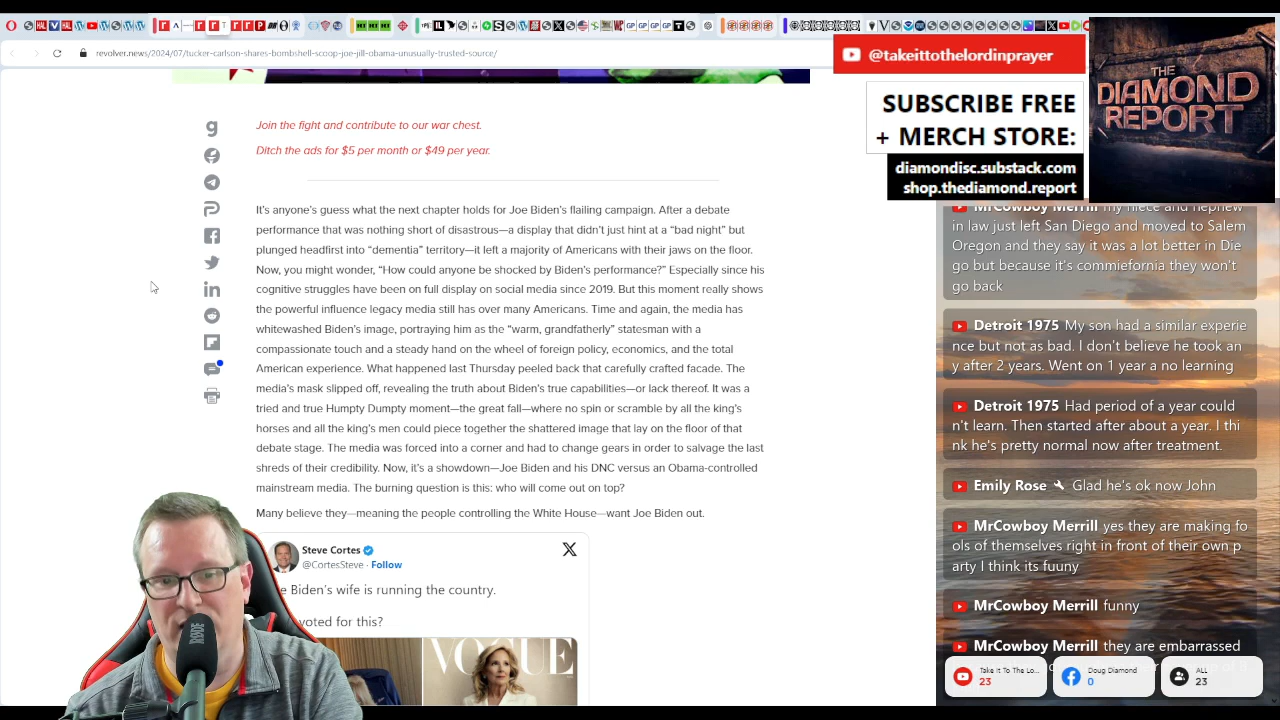 revolver.news/2024/07/tucker-carlson-shares-bombshell-scoop-joe-jill-obama-unusually-trusted-source/
@takeittothelordinprayer
SUBSCRIBE FREE
+ MERCH STORE:
diamondisc.substack.com
shop.thediamond.report
THE
DIAMOND
REPORT
Join the fight and contribute to our war chest.
Ditch the ads for $5 per month or $49 per year.
It's anyone's guess what the next chapter holds for Joe Biden's flailing campaign. After a debate
performance that was nothing short of disastrous—a display that didn't just hint at a “bad night” but
plunged headfirst into “dementia” territory—it left a majority of Americans with their jaws on the floor.
Now, you might wonder, “How could anyone be shocked by Biden's performance?” Especially since his
cognitive struggles have been on full display on social media since 2019. But this moment really shows
the powerful influence legacy media still has over many Americans. Time and again, the media has
whitewashed Biden's image, portraying him as the “warm, grandfatherly” statesman with a
compassionate touch and a steady hand on the wheel of foreign policy, economics, and the total
American experience. What happened last Thursday peeled back that carefully crafted facade. The
media's mask slipped off, revealing the truth about Biden's true capabilities—or lack thereof. It was a
tried and true Humpty Dumpty moment—the great fall—where no spin or scramble by all the king's
horses and all the king's men could piece together the shattered image that lay on the floor of that
debate stage. The media was forced into a corner and had to change gears in order to salvage the last
shreds of their credibility. Now, it's a showdown—Joe Biden and his DNC versus an Obama-controlled
mainstream media. The burning question is this: who will come out on top?
Many believe they—meaning the people controlling the White House—want Joe Biden out.
Steve Cortes
@CortesSteve · Follow
Biden's wife is running the country.
voted for this?
VOGUE
RØDE
MrCowboy Merrill my niece and nephew
in law just left San Diego and moved to Salem
Oregon and they say it was a lot better in Die
go but because it's commiefornia they won't
go back
Detroit 1975 My son had a similar experie
nce but not as bad. I don't believe he took an
y after 2 years. Went on 1 year a no learning
Detroit 1975 Had period of a year could
n't learn. Then started after about a year. I thi
nk he's pretty normal now after treatment.
Emily Rose Glad he's ok now John
MrCowboy Merrill yes they are making fo
ols of themselves right in front of their own p
arty I think its fuuny
MrCowboy Merrill funny
MrCowboy Merrill they are embarrassed
Take It To The Lo...
23
Doug Diamond
0
ALL
23